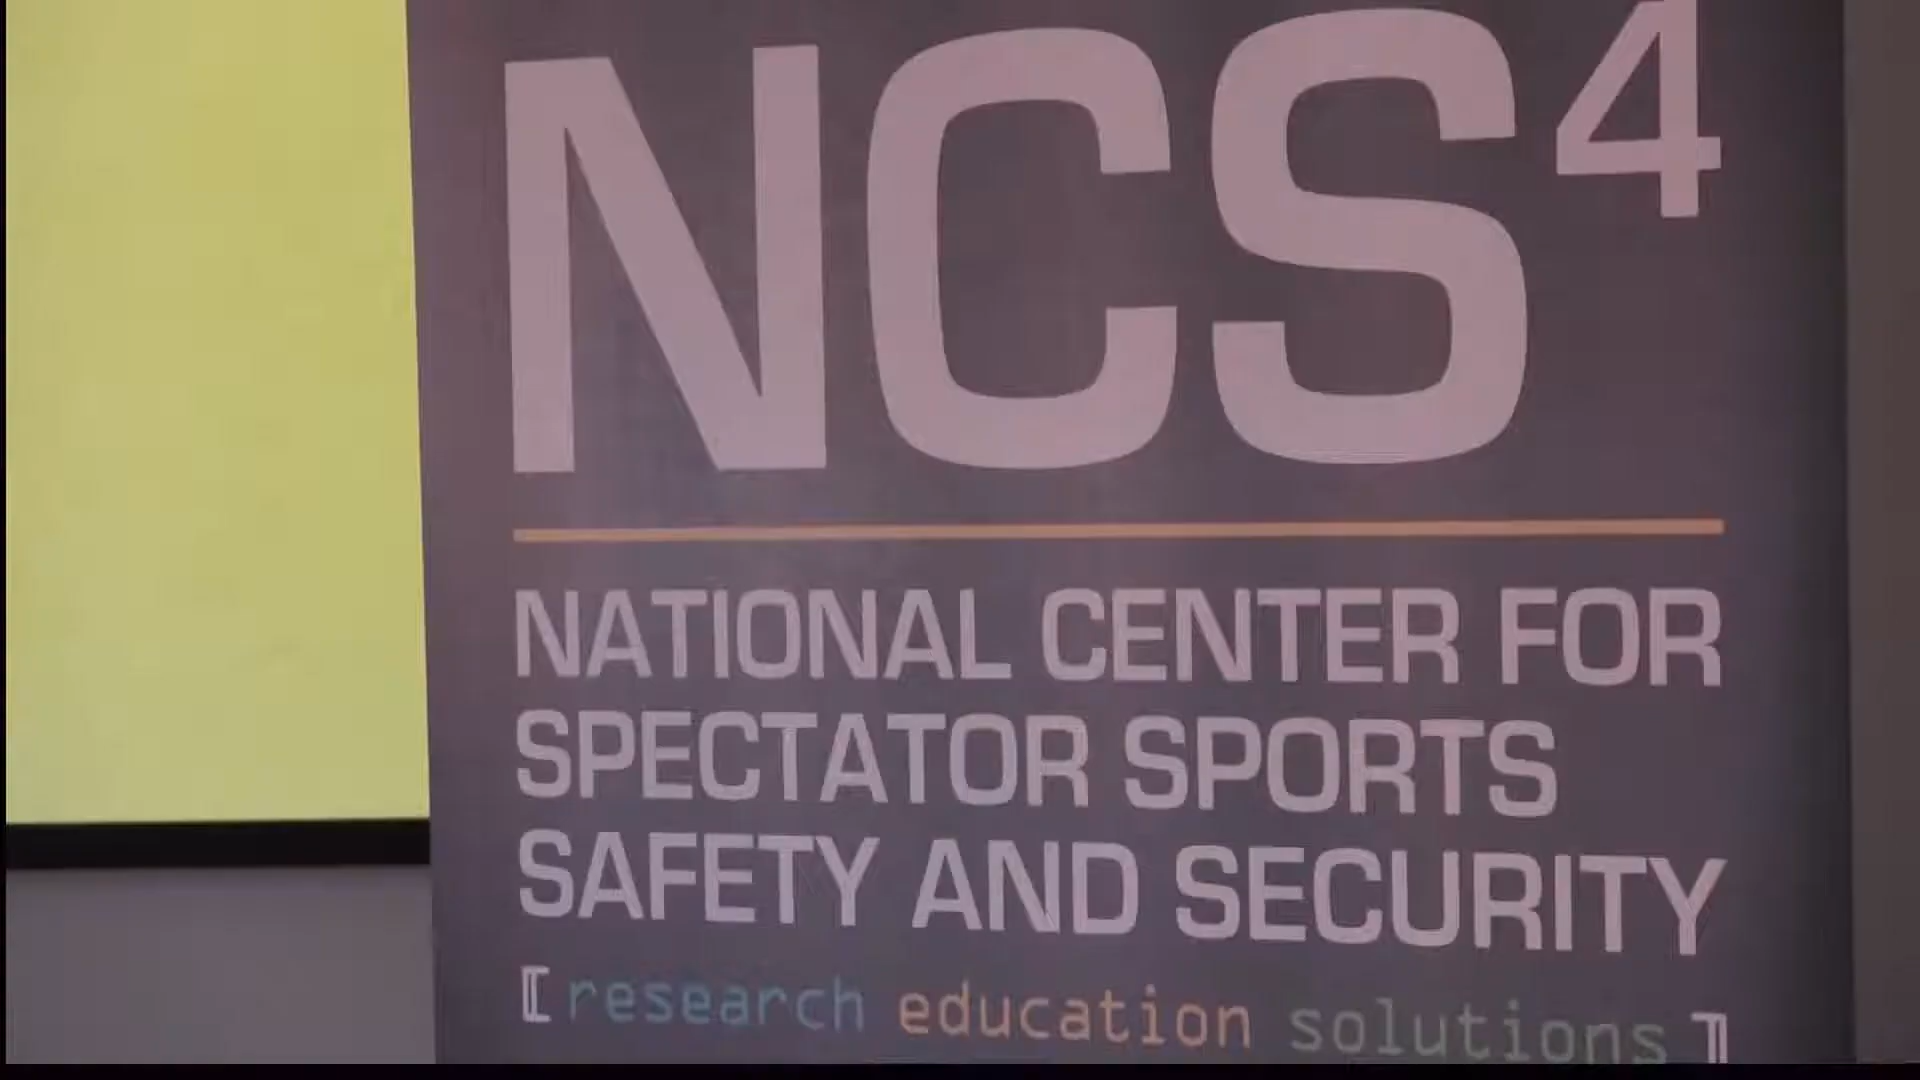 NCS⁴
NATIONAL CENTER FOR
SPECTATOR SPORTS
SAFETY AND SECURITY
[research education solutions]